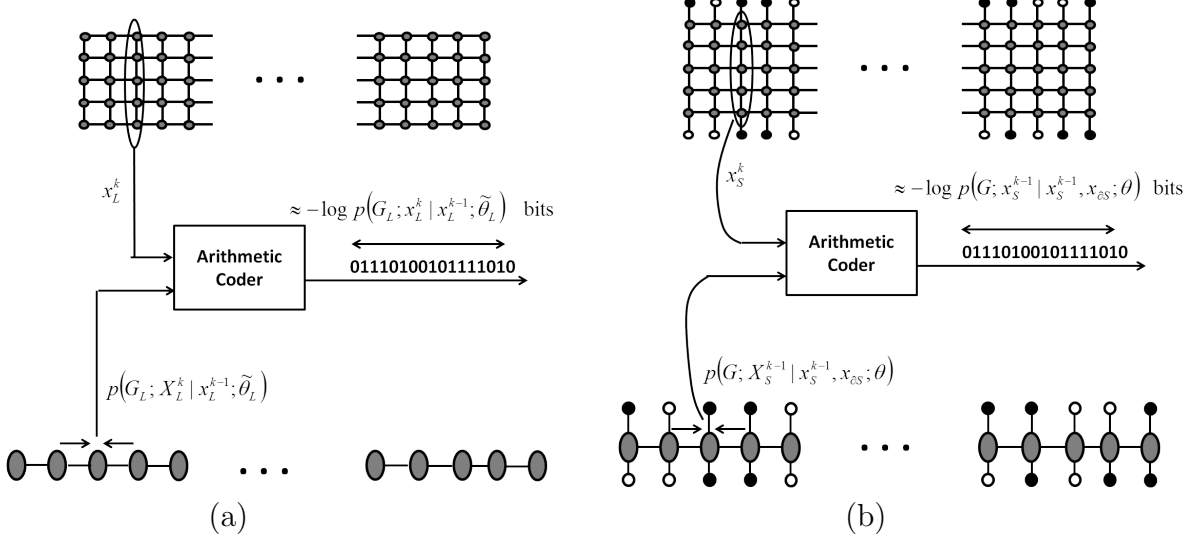 x_L^k
≈ −log p(G_L; x_L^k | x_L^{k-1}; θ̃_L) bits
Arithmetic
Coder
01110100101111010
p(G_L; X_L^k | x_L^{k-1}; θ̃_L)
(a)
x_S^k
≈ −log p(G; x_S^{k-1} | x_S^{k-1}, x_{∂S}; θ) bits
Arithmetic
Coder
01110100101111010
p(G; X_S^{k-1} | x_S^{k-1}, x_{∂S}; θ)
(b)